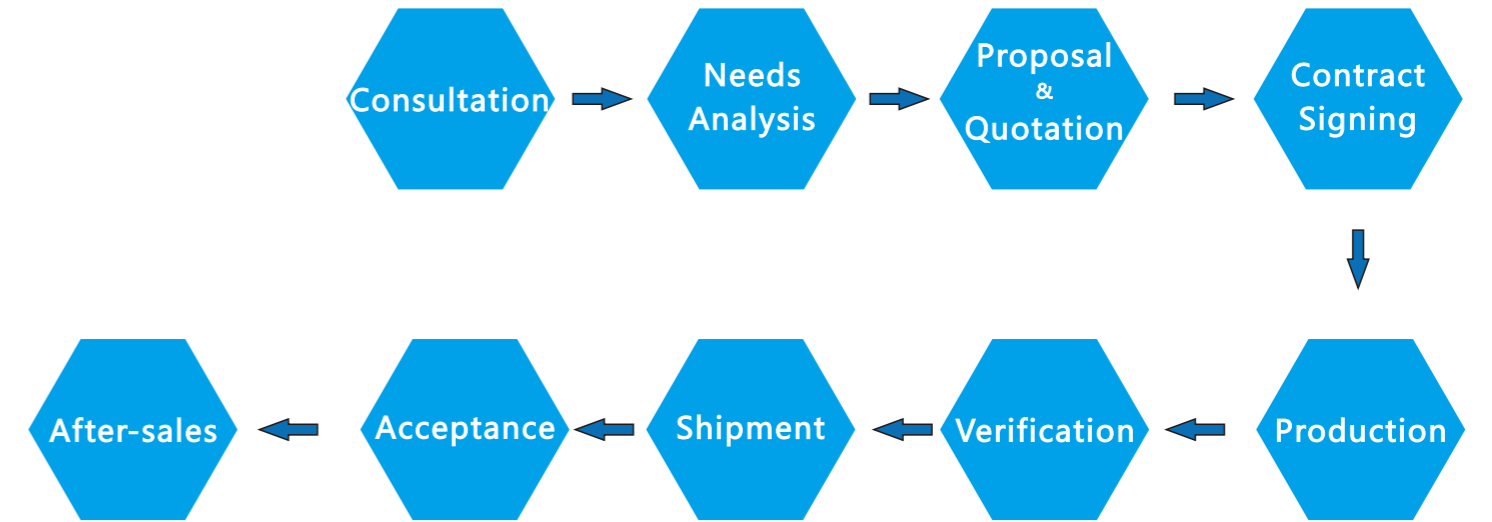 Consultation
Needs
Analysis
Proposal
&
Quotation
Contract
Signing
Production
Verification
Shipment
Acceptance
After-sales